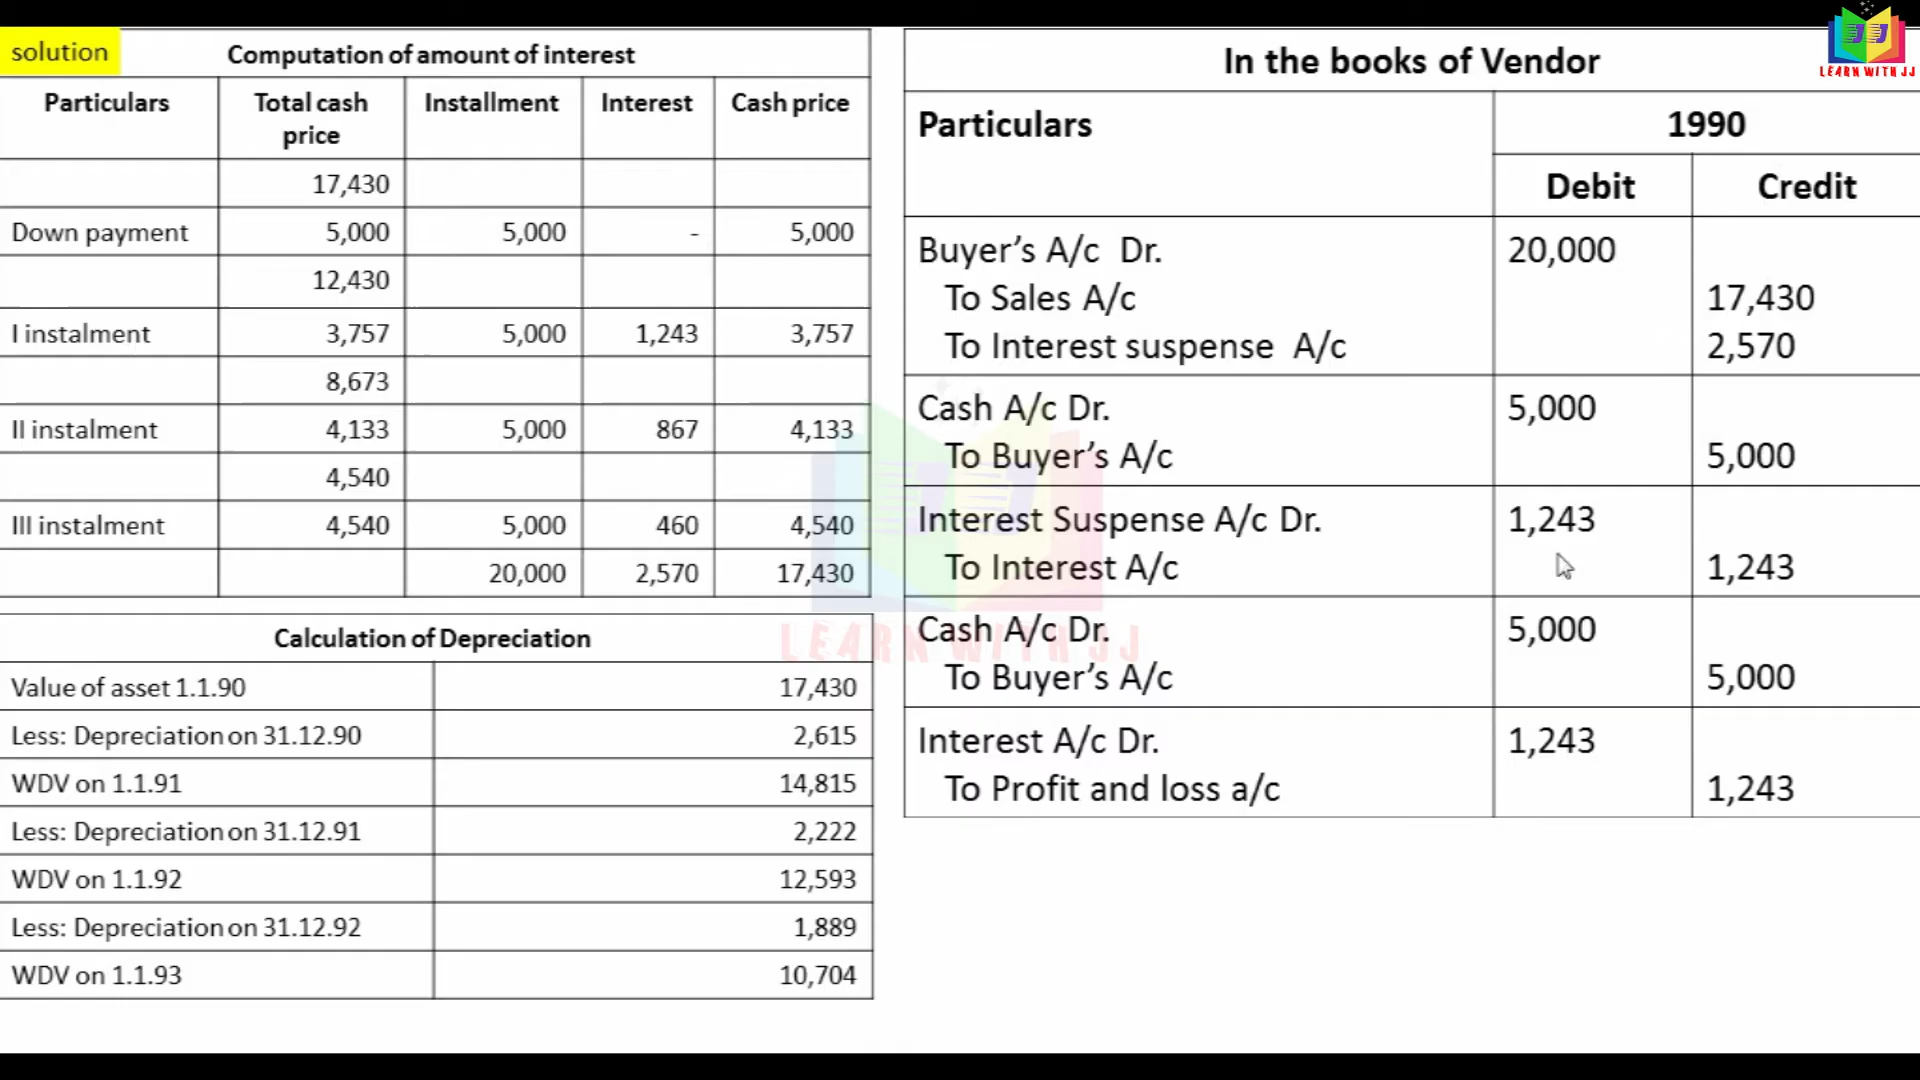 solution
Computation of amount of interest
Particulars Total cash price Installment Interest Cash price
17,430
Down payment 5,000 5,000 - 5,000
12,430
I instalment 3,757 5,000 1,243 3,757
8,673
II instalment 4,133 5,000 867 4,133
4,540
III instalment 4,540 5,000 460 4,540
20,000 2,570 17,430
Calculation of Depreciation
Value of asset 1.1.90 17,430
Less: Depreciation on 31.12.90 2,615
WDV on 1.1.91 14,815
Less: Depreciation on 31.12.91 2,222
WDV on 1.1.92 12,593
Less: Depreciation on 31.12.92 1,889
WDV on 1.1.93 10,704
In the books of Vendor
Particulars 1990
Debit Credit
Buyer’s A/c Dr. 20,000
To Sales A/c 17,430
To Interest suspense A/c 2,570
Cash A/c Dr. 5,000
To Buyer’s A/c 5,000
Interest Suspense A/c Dr. 1,243
To Interest A/c 1,243
Cash A/c Dr. 5,000
To Buyer’s A/c 5,000
Interest A/c Dr. 1,243
To Profit and loss a/c 1,243
JJ
LEARN WITH JJ
JJ
LEARN WITH JJ